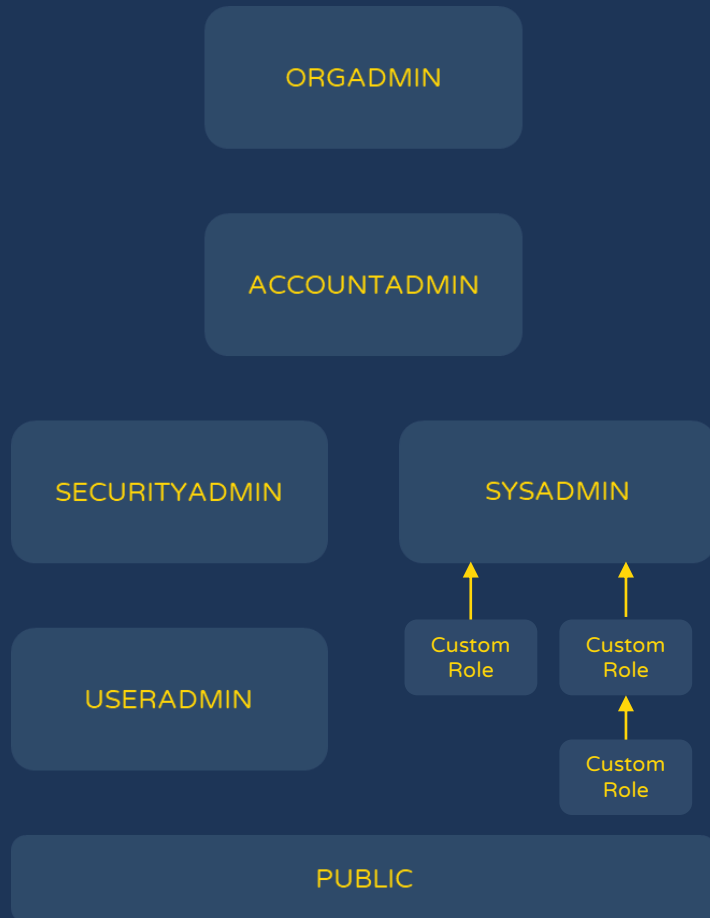 ORGADMIN
ACCOUNTADMIN
SECURITYADMIN
SYSADMIN
Custom
Role
Custom
Role
USERADMIN
Custom
Role
PUBLIC